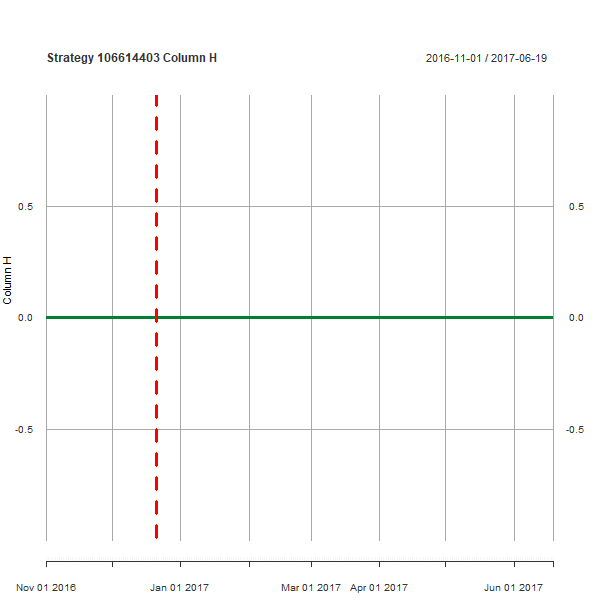 Strategy 106614403 Column H
2016-11-01 / 2017-06-19
0.5
0.5
Column H
0.0
0.0
-0.5
-0.5
Nov 01 2016
Jan 01 2017
Mar 01 2017
Apr 01 2017
Jun 01 2017